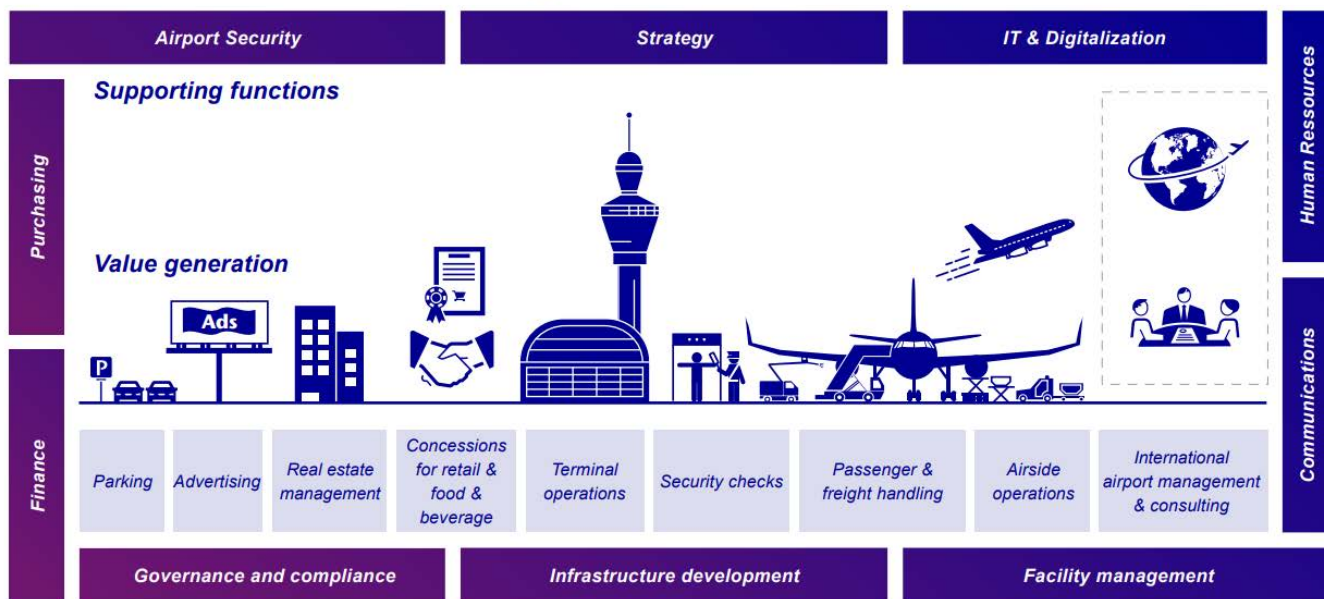 Airport Security
Strategy
IT & Digitalization
Human Ressources
Purchasing
Supporting functions
Value generation
Ads
P
Finance
Communications
Parking
Advertising
Real estate
management
Concessions
for retail &
food &
beverage
Terminal
operations
Security checks
Passenger &
freight handling
Airside
operations
International
airport management
& consulting
Governance and compliance
Infrastructure development
Facility management